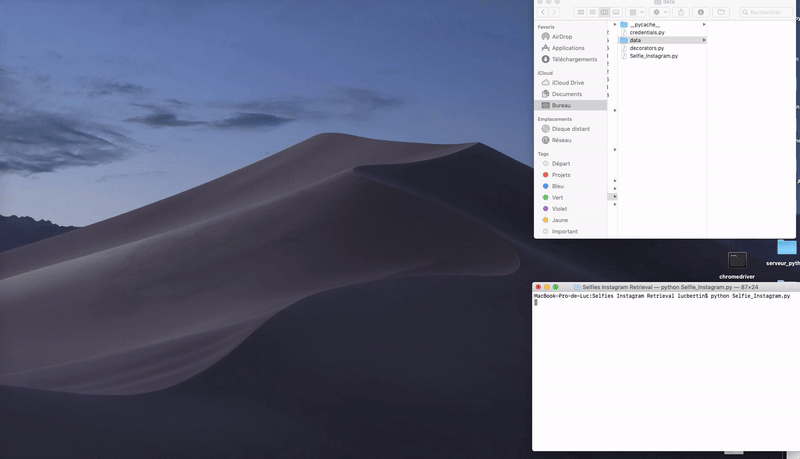 data
Rechercher
Favoris
AirDrop
Applications
Téléchargements
iCloud
iCloud Drive
Documents
Bureau
Emplacements
Disque distant
Réseau
Tags
Départ
Projets
Bleu
Vert
Violet
Jaune
Important
__pycache__
credentials.py
data
decorators.py
Selfie_Instagram.py
chromedriver
serveur_pyth
Selfies Instagram Retrieval — python Selfie_Instagram.py — 87×24
MacBook-Pro-de-Luc:Selfies Instagram Retrieval lucbertin$ python Selfie_Instagram.py